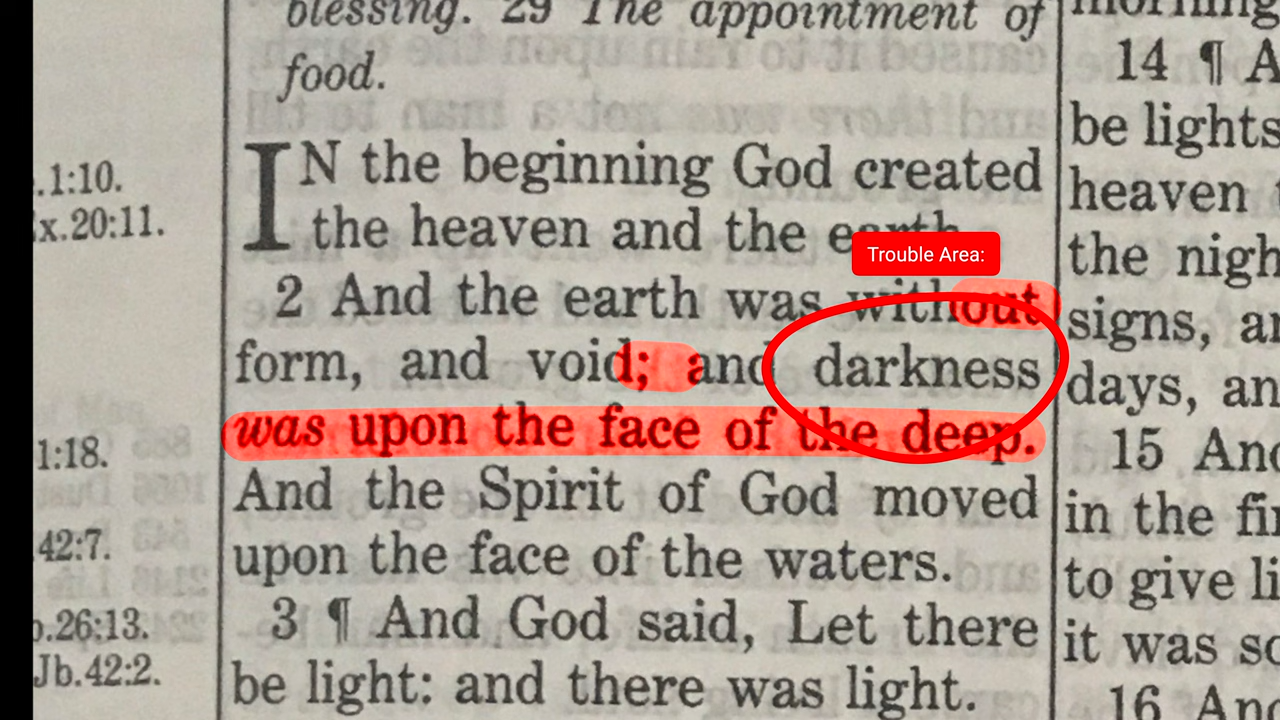 blessing. 29 The appointment of
food.
IN the beginning God created
the heaven and the earth
2 And the earth was without
form, and void; and darkness
was upon the face of the deep.
And the Spirit of God moved
upon the face of the waters.
3 ¶ And God said, Let there
be light: and there was light.
Trouble Area:
.1:10.
x.20:11.
1:18.
42:7.
.26:13.
Jb.42:2.
morning
14 ¶ A
be lights
heaven
the nigh
signs, a
days, an
15 And
in the fi
to give li
it was so
16 And